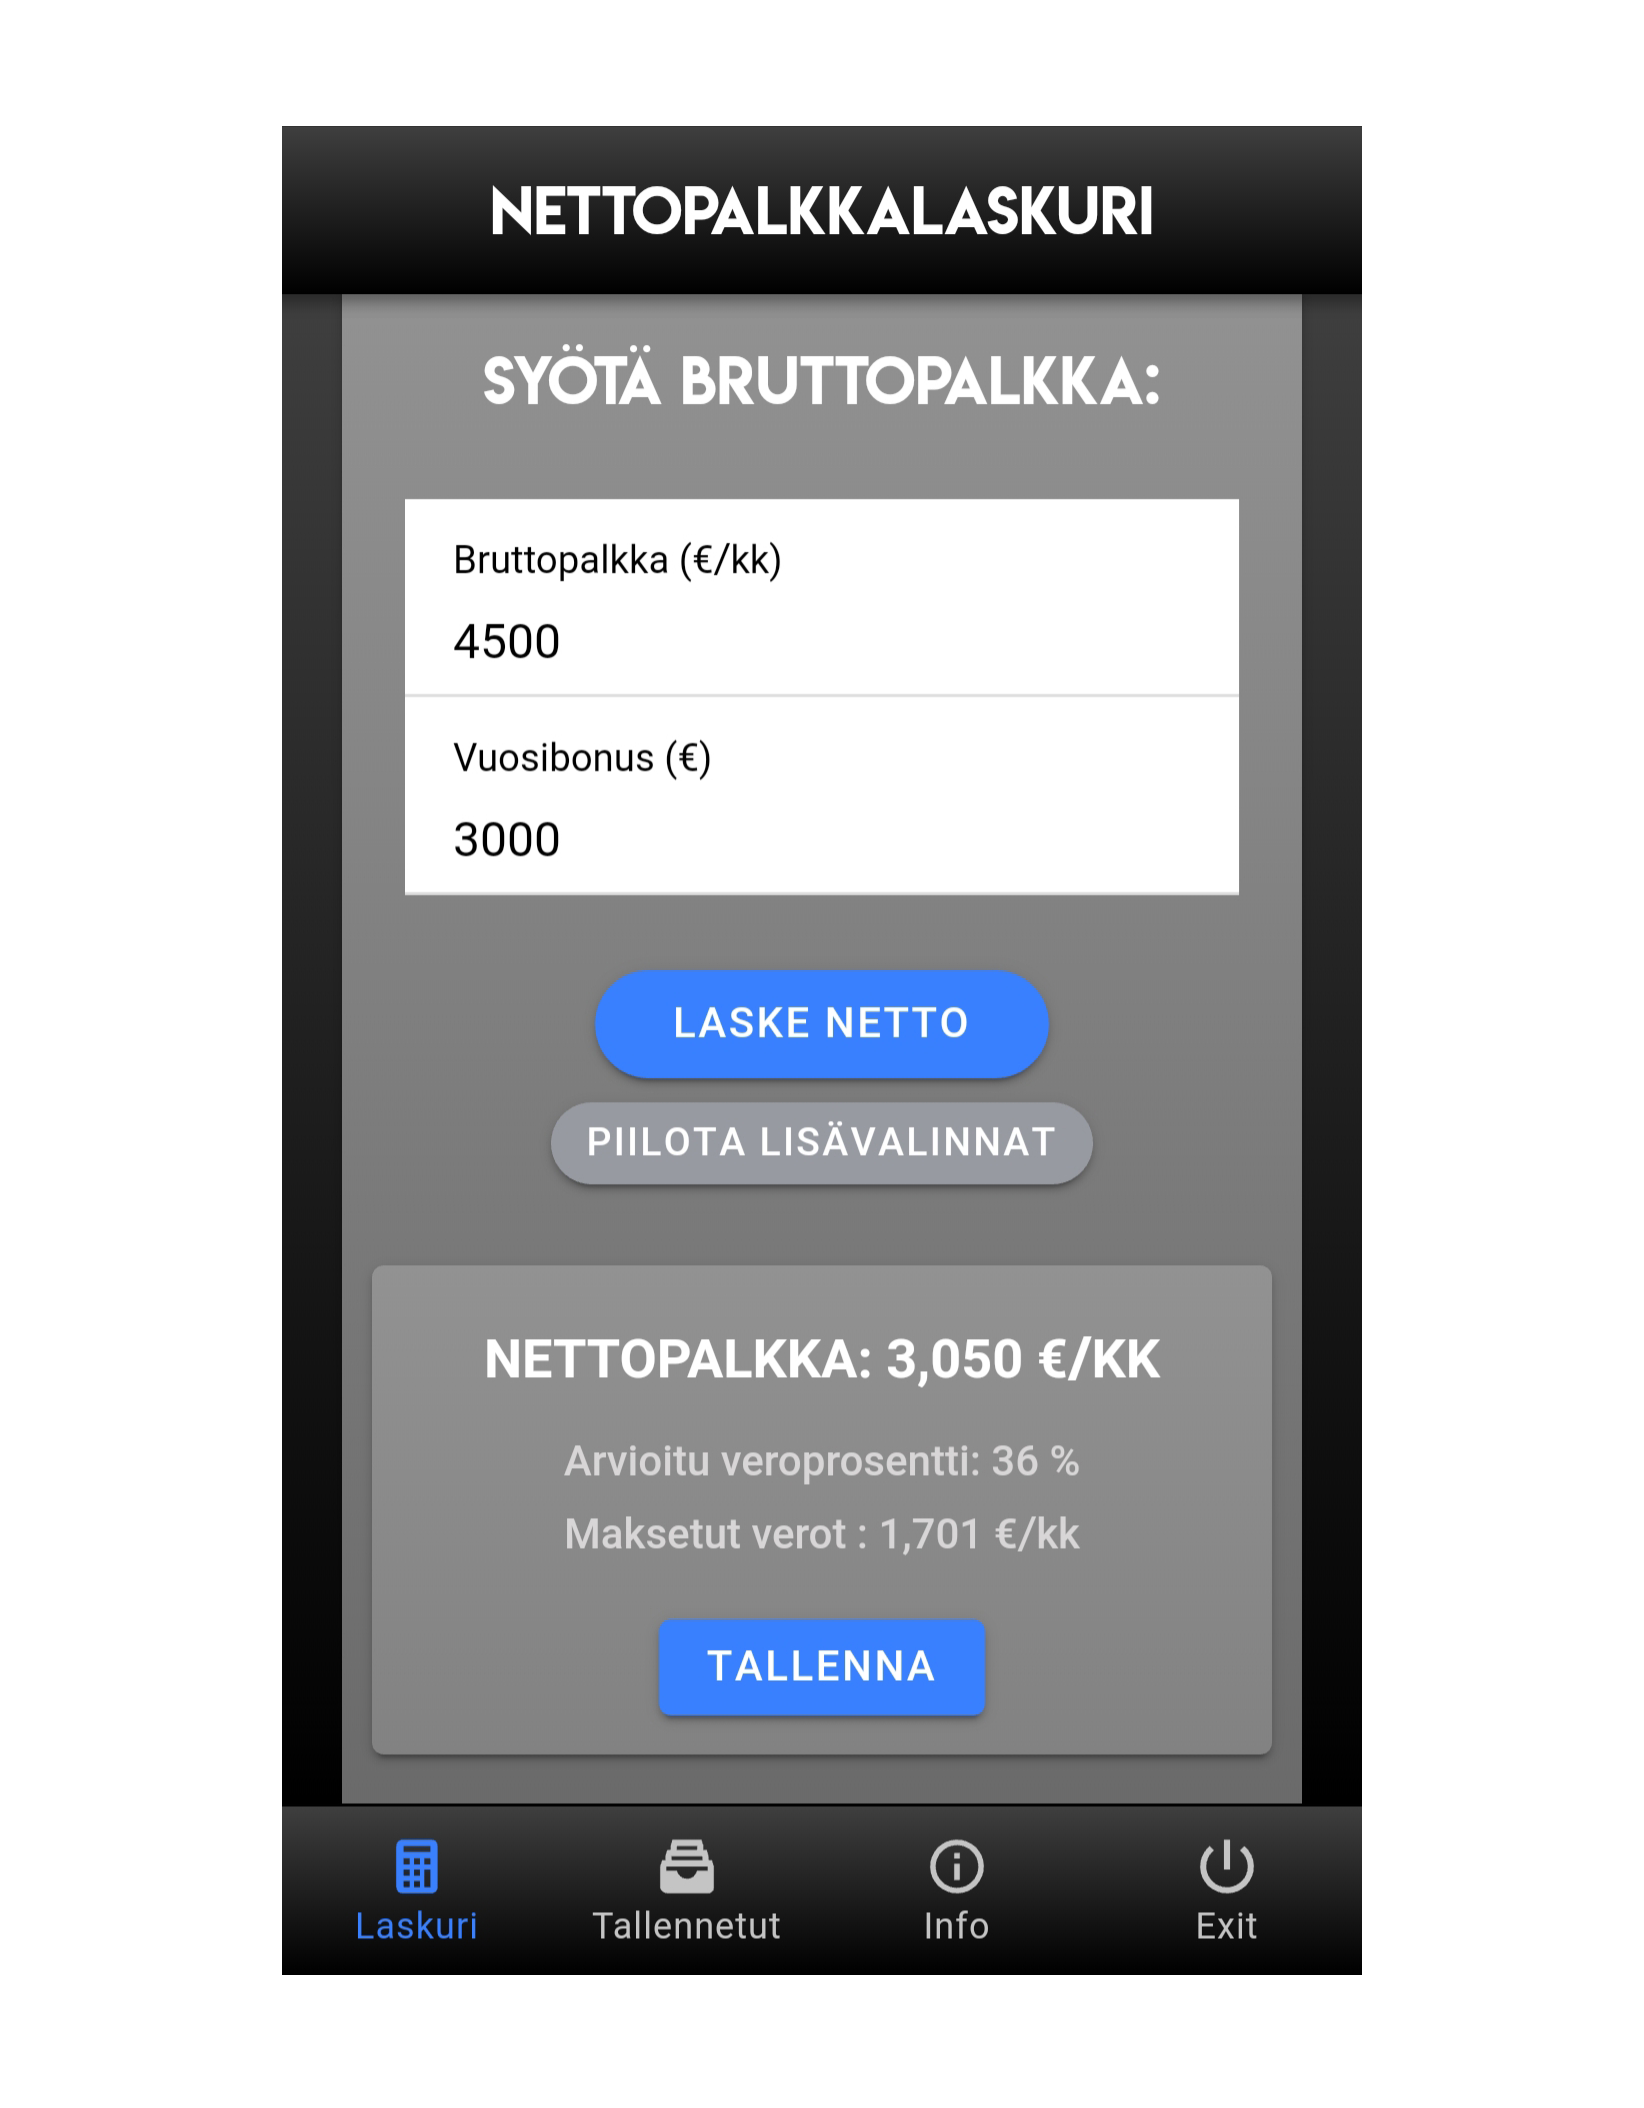 NETTOPALKKALASKURI
SYÖTÄ BRUTTOPALKKA:
Bruttopalkka (€/kk)
4500
Vuosibonus (€)
3000
LASKE NETTO
PIILOTA LISÄVALINNAT
NETTOPALKKA: 3,050 €/KK
Arvioitu veroprosentti: 36 %
Maksetut verot : 1,701 €/kk
TALLENNA
Laskuri Tallennetut Info Exit